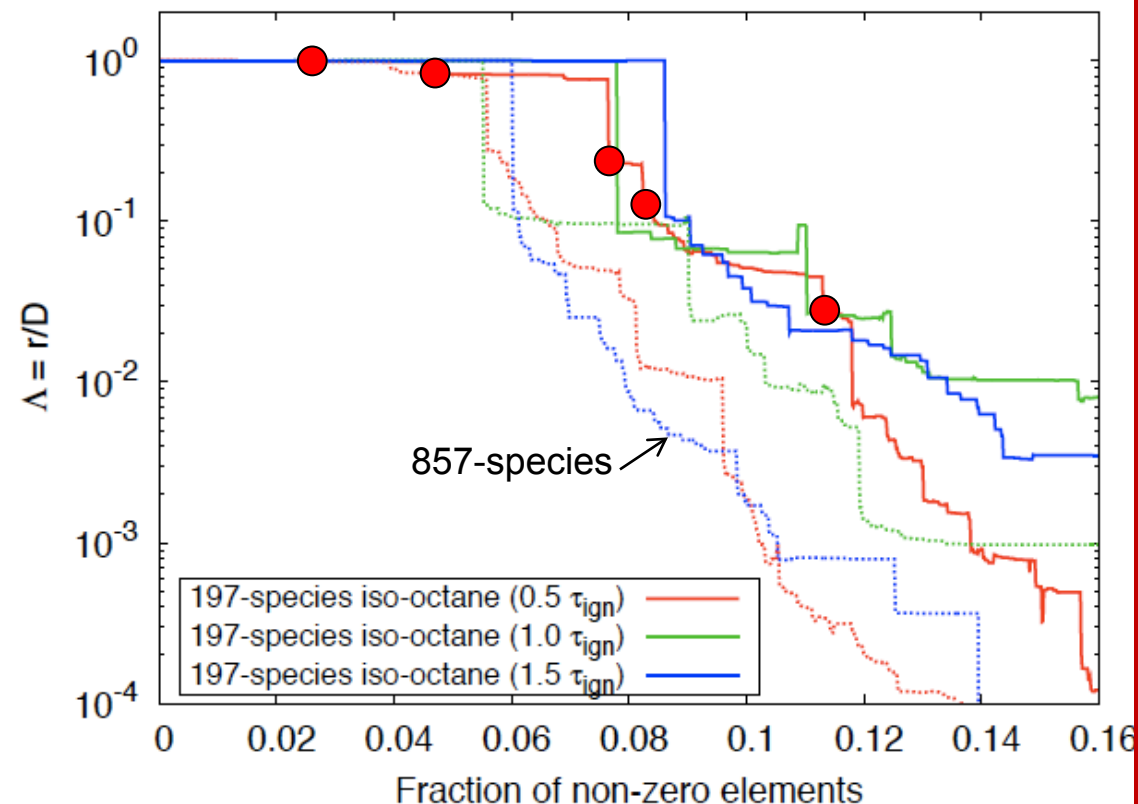 10^0
10^-1
10^-2
10^-3
10^-4
Λ = r/D
857-species
197-species iso-octane (0.5 τ_ign)
197-species iso-octane (1.0 τ_ign)
197-species iso-octane (1.5 τ_ign)
0 0.02 0.04 0.06 0.08 0.1 0.12 0.14 0.16
Fraction of non-zero elements